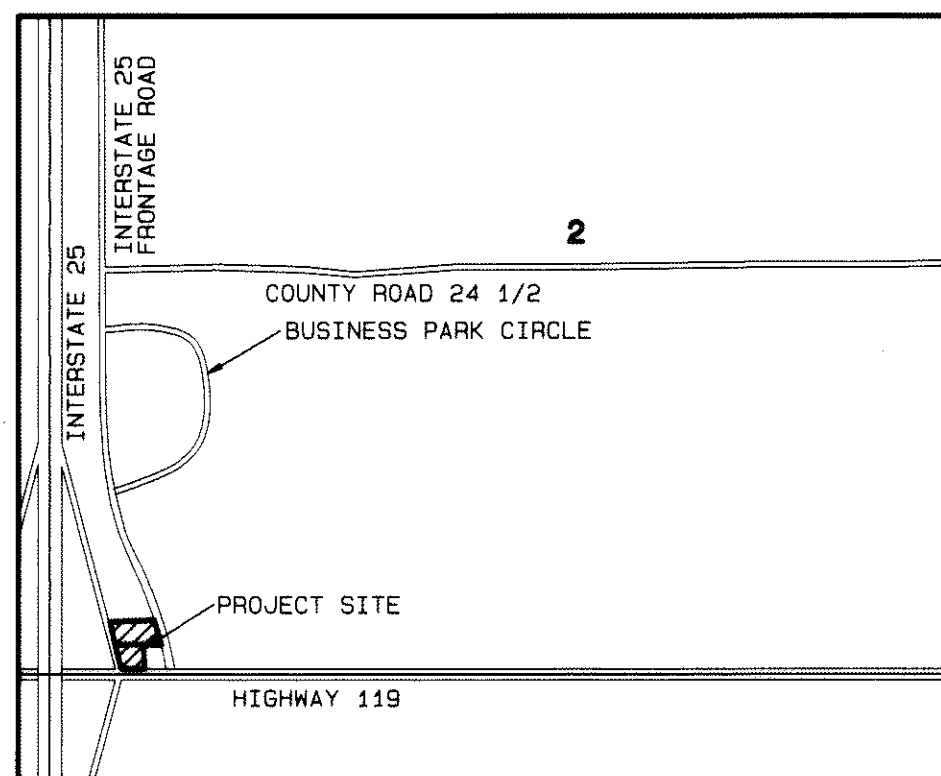 INTERSTATE 25
FRONTAGE ROAD
2
INTERSTATE 25
COUNTY ROAD 24 1/2
BUSINESS PARK CIRCLE
PROJECT SITE
HIGHWAY 119